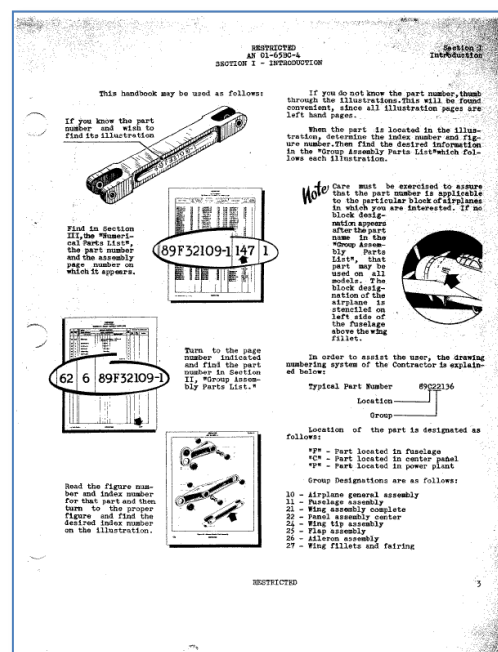 RESTRICTED
AN 01-65BC-4
SECTION I - INTRODUCTION
Section I
Introduction
This handbook may be used as follows:
If you know the part
number and wish to
find its illustration
Find in Section
III,the "Numeri-
cal Parts List",
the part number
and the assembly
page number on
which it appears.
89F32109-1 147 1
62 6 89F32109-1
Turn to the page
number indicated
and find the part
number in Section
II, "Group Assem-
bly Parts List."
Read the figure num-
ber and index number
for that part and then
turn to the proper
figure and find the
desired index number
on the illustration.
If you do not know the part number,thumb
through the illustrations.This will be found
convenient, since all illustration pages are
left hand pages.
When the part is located in the illus-
tration, determine the index number and fig-
ure number.Then find the desired information
in the "Group Assembly Parts List"which fol-
lows each illustration.
Note
Care must be exercised to assure
that the part number is applicable
to the particular block of airplanes
in which you are interested. If no
block desig-
nation appears
after the part
name in the
"Group Assem-
bly Parts
List", that
part may be
used on all
models. The
block desig-
nation of the
airplane is
stenciled on
left side of
the fuselage
above the wing
fillet.
In order to assist the user, the drawing
numbering system of the Contractor is explain-
ed below:
Typical Part Number 89C22136
Location
Group
Location of the part is designated as
follows:
"F" - Part located in fuselage
"C" - Part located in center panel
"P" - Part located in power plant
Group Designations are as follows:
10 - Airplane general assembly
11 - Fuselage assembly
21 - Wing assembly complete
22 - Panel assembly center
24 - Wing tip assembly
25 - Flap assembly
26 - Aileron assembly
27 - Wing fillets and fairing
RESTRICTED
3